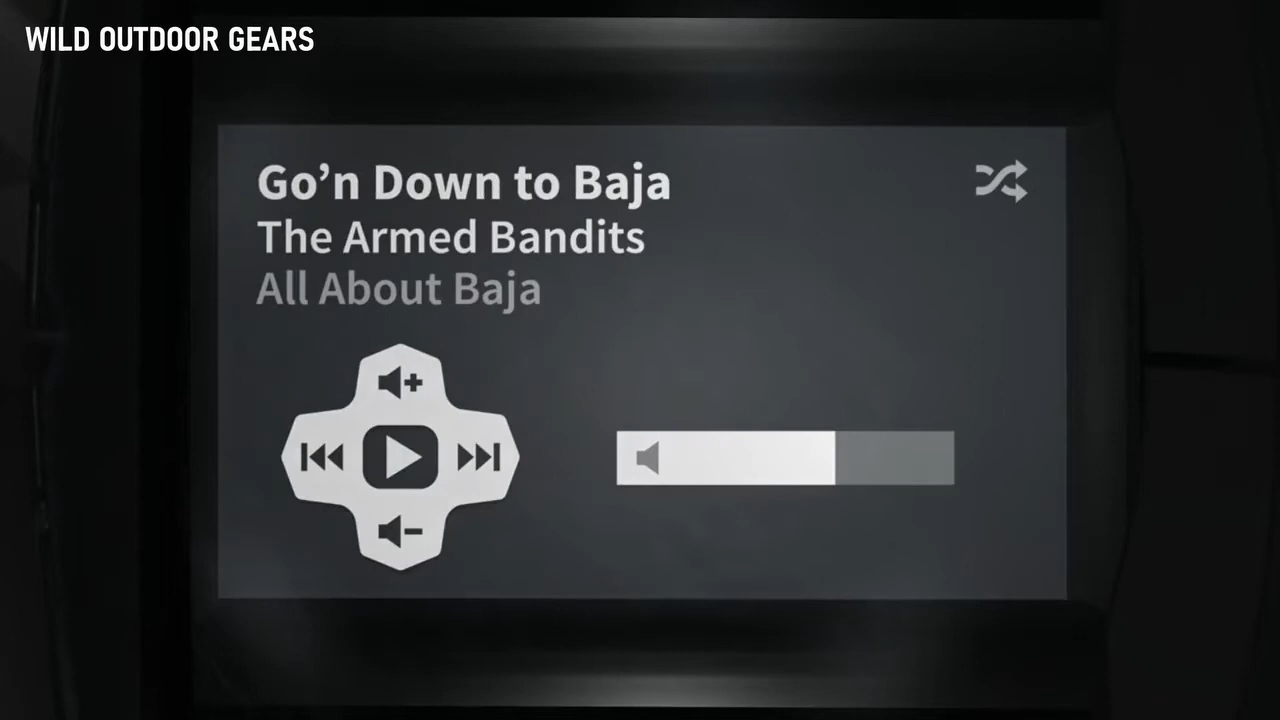 WILD OUTDOOR GEARS
Go’n Down to Baja
The Armed Bandits
All About Baja